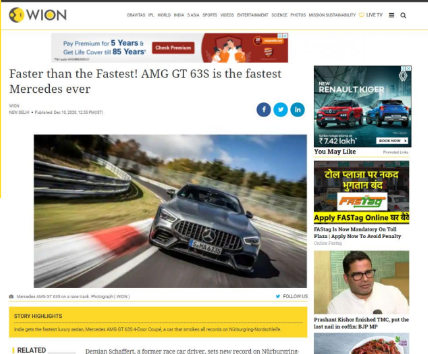 WION
GRAVITAS IPL WORLD INDIA S ASIA SPORTS VIDEOS ENTERTAINMENT SCIENCE PHOTOS MISSION SUSTAINABILITY LIVE TV
Pay Premium for 5 Years &
Get Life Cover till 85 Years*
Check Premium
Faster than the Fastest! AMG GT 63S is the fastest
Mercedes ever
WION
NEW DELHI
Published: Dec 10, 2020, 12:55 PM(IST)
NEW
RENAULT KIGER
₹ 7.42 lakh*
BOOK NOW
You May Like
टोल प्लाजा पर नकद
भुगतान बंद
FASTag
Apply FASTag Online करे
FASTag Is Now Mandatory On Toll
Plaza | Apply Now To Avoid Penalty
Online Fastag
Mercedes AMG GT 63S on a race track. Photograph:( WION )
FOLLOW US
STORY HIGHLIGHTS
India gets the fastest luxury sedan, Mercedes AMG GT 63S 4-Door Coupé, a car that smokes all records on Nürburgring-Nordschleife.
Prashant Kishor finished TMC, put the
last nail in coffin: BJP MP
RELATED
Demian Schaffert, a former race car driver, sets new record on Nürburgring-